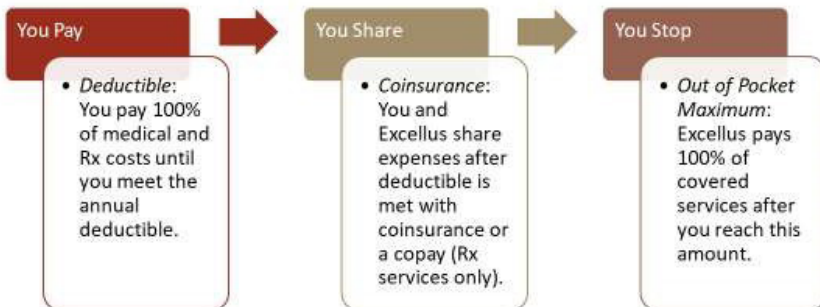 You Pay
• Deductible:
You pay 100%
of medical and
Rx costs until
you meet the
annual
deductible.
You Share
• Coinsurance:
You and
Excellus share
expenses after
deductible is
met with
coinsurance or
a copay (Rx
services only).
You Stop
• Out of Pocket
Maximum:
Excellus pays
100% of
covered
services after
you reach this
amount.